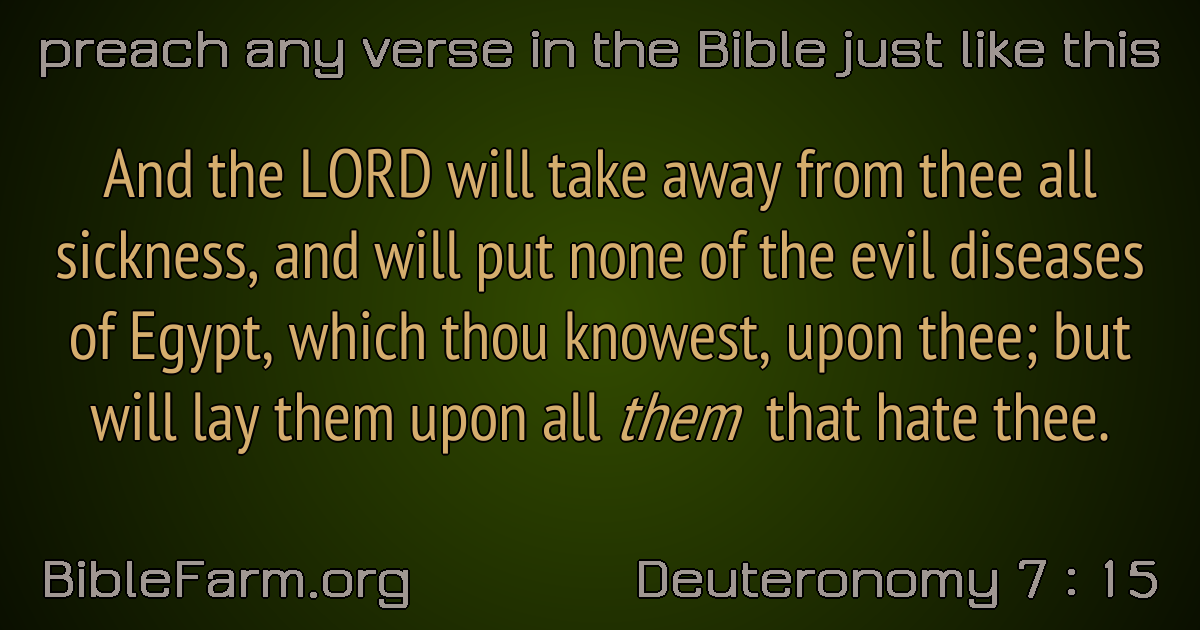 preach any verse in the Bible just like this
And the LORD will take away from thee all
sickness, and will put none of the evil diseases
of Egypt, which thou knowest, upon thee; but
will lay them upon all them that hate thee.
BibleFarm.org
Deuteronomy 7 : 15